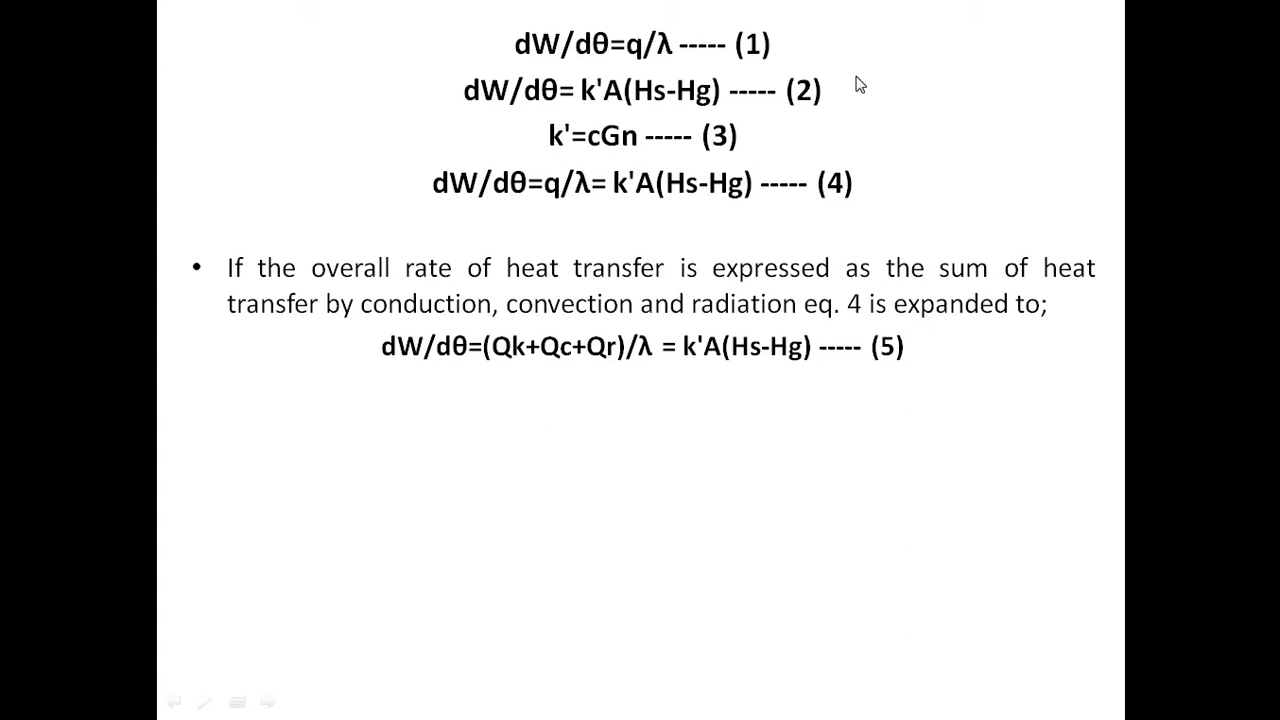 dW/dθ=q/λ ----- (1)
dW/dθ= k'A(Hs-Hg) ----- (2)
k'=cGn ----- (3)
dW/dθ=q/λ= k'A(Hs-Hg) ----- (4)
• If the overall rate of heat transfer is expressed as the sum of heat
transfer by conduction, convection and radiation eq. 4 is expanded to;
dW/dθ=(Qk+Qc+Qr)/λ = k'A(Hs-Hg) ----- (5)